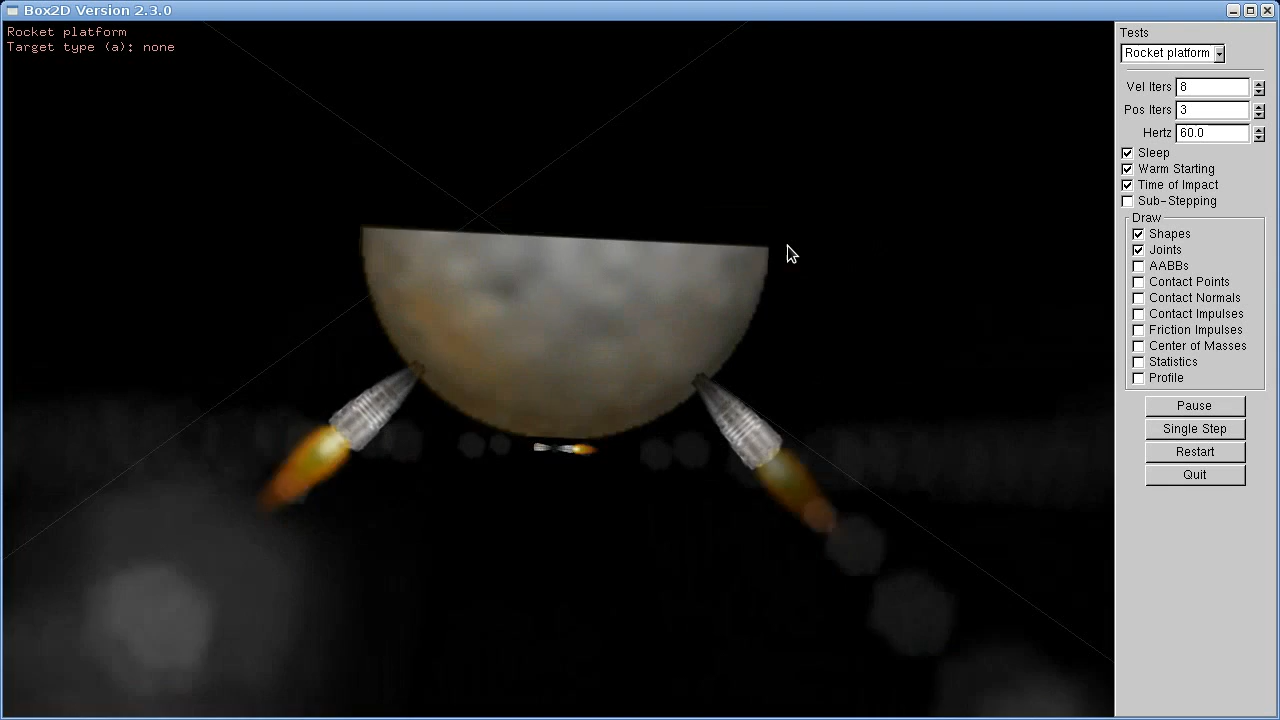 Box2D Version 2.3.0
Rocket platform
Target type (a): none
Tests
Rocket platform
Vel Iters 8
Pos Iters 3
Hertz 60.0
Sleep
Warm Starting
Time of Impact
Sub-Stepping
Draw
Shapes
Joints
AABBs
Contact Points
Contact Normals
Contact Impulses
Friction Impulses
Center of Masses
Statistics
Profile
Pause
Single Step
Restart
Quit